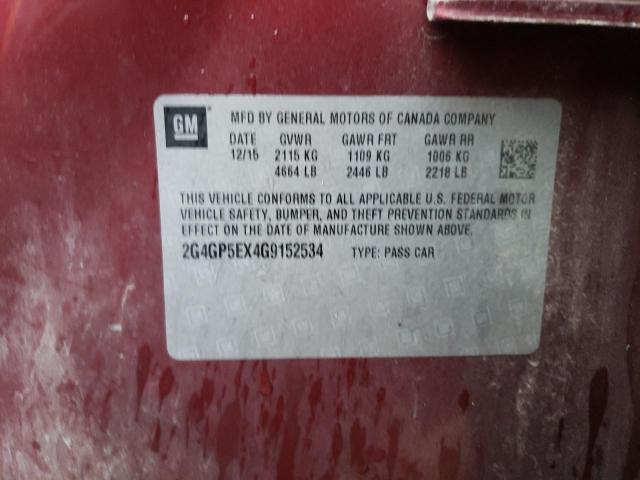 GM
MFD BY GENERAL MOTORS OF CANADA COMPANY
DATE GVWR GAWR FRT GAWR RR
12/15 2115 KG 1109 KG 1006 KG
4664 LB 2446 LB 2218 LB
THIS VEHICLE CONFORMS TO ALL APPLICABLE U.S. FEDERAL MOTOR
VEHICLE SAFETY, BUMPER, AND THEFT PREVENTION STANDARDS IN
EFFECT ON THE DATE OF MANUFACTURE SHOWN ABOVE.
2G4GP5EX4G9152534 TYPE: PASS CAR